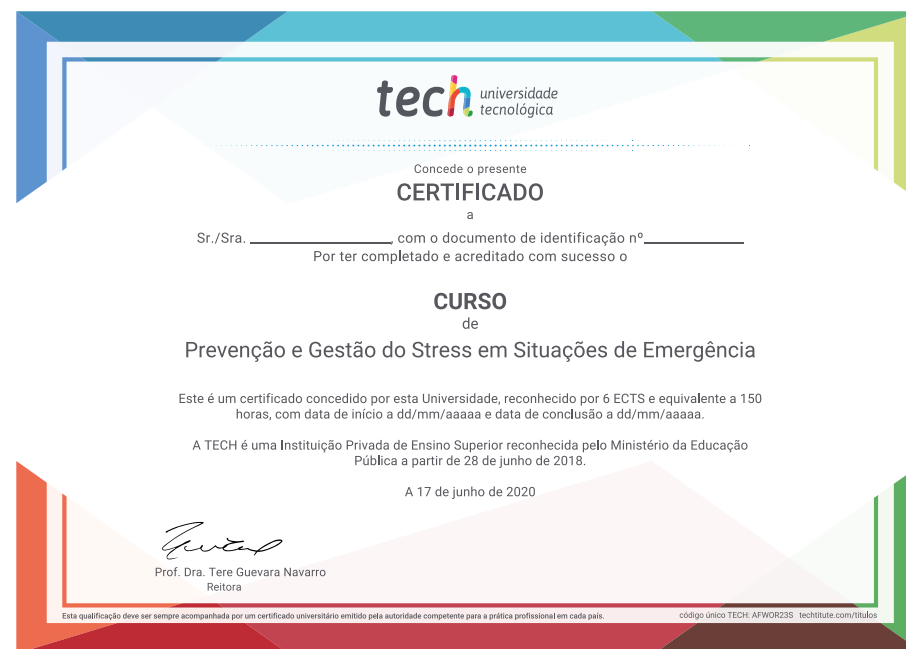 tech universidade
tecnológica
Concede o presente
CERTIFICADO
a
Sr./Sra. _________________, com o documento de identificação nº____________
Por ter completado e acreditado com sucesso o
CURSO
de
Prevenção e Gestão do Stress em Situações de Emergência
Este é um certificado concedido por esta Universidade, reconhecido por 6 ECTS e equivalente a 150
horas, com data de início a dd/mm/aaaaa e data de conclusão a dd/mm/aaaaa.
A TECH é uma Instituição Privada de Ensino Superior reconhecida pelo Ministério da Educação
Pública a partir de 28 de junho de 2018.
A 17 de junho de 2020
Prof. Dra. Tere Guevara Navarro
Reitora
Esta qualificação deve ser sempre acompanhada por um certificado universitário emitido pela autoridade competente para a prática profissional em cada país.
código único TECH: AFWOR23S techtitute.com/titulos